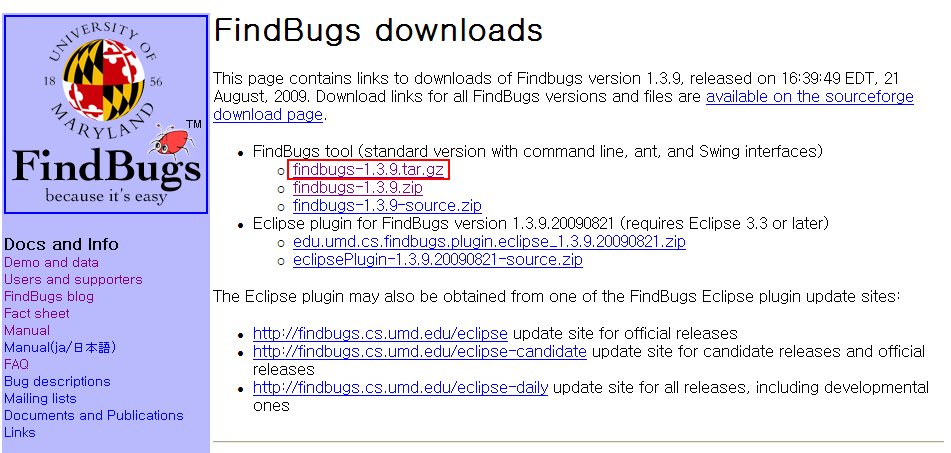 UNIVERSITY OF
18 56
MARYLAND
TM
FindBugs
because it's easy
Docs and Info
Demo and data
Users and supporters
FindBugs blog
Fact sheet
Manual
Manual(ja/日本語)
FAQ
Bug descriptions
Mailing lists
Documents and Publications
Links
FindBugs downloads
This page contains links to downloads of Findbugs version 1.3.9, released on 16:39:49 EDT, 21
August, 2009. Download links for all FindBugs versions and files are available on the sourceforge
download page.
FindBugs tool (standard version with command line, ant, and Swing interfaces)
findbugs-1.3.9.tar.gz
findbugs-1.3.9.zip
findbugs-1.3.9-source.zip
Eclipse plugin for FindBugs version 1.3.9.20090821 (requires Eclipse 3.3 or later)
edu.umd.cs.findbugs.plugin.eclipse_1.3.9.20090821.zip
eclipsePlugin-1.3.9.20090821-source.zip
The Eclipse plugin may also be obtained from one of the FindBugs Eclipse plugin update sites:
http://findbugs.cs.umd.edu/eclipse update site for official releases
http://findbugs.cs.umd.edu/eclipse-candidate update site for candidate releases and official
releases
http://findbugs.cs.umd.edu/eclipse-daily update site for all releases, including developmental
ones